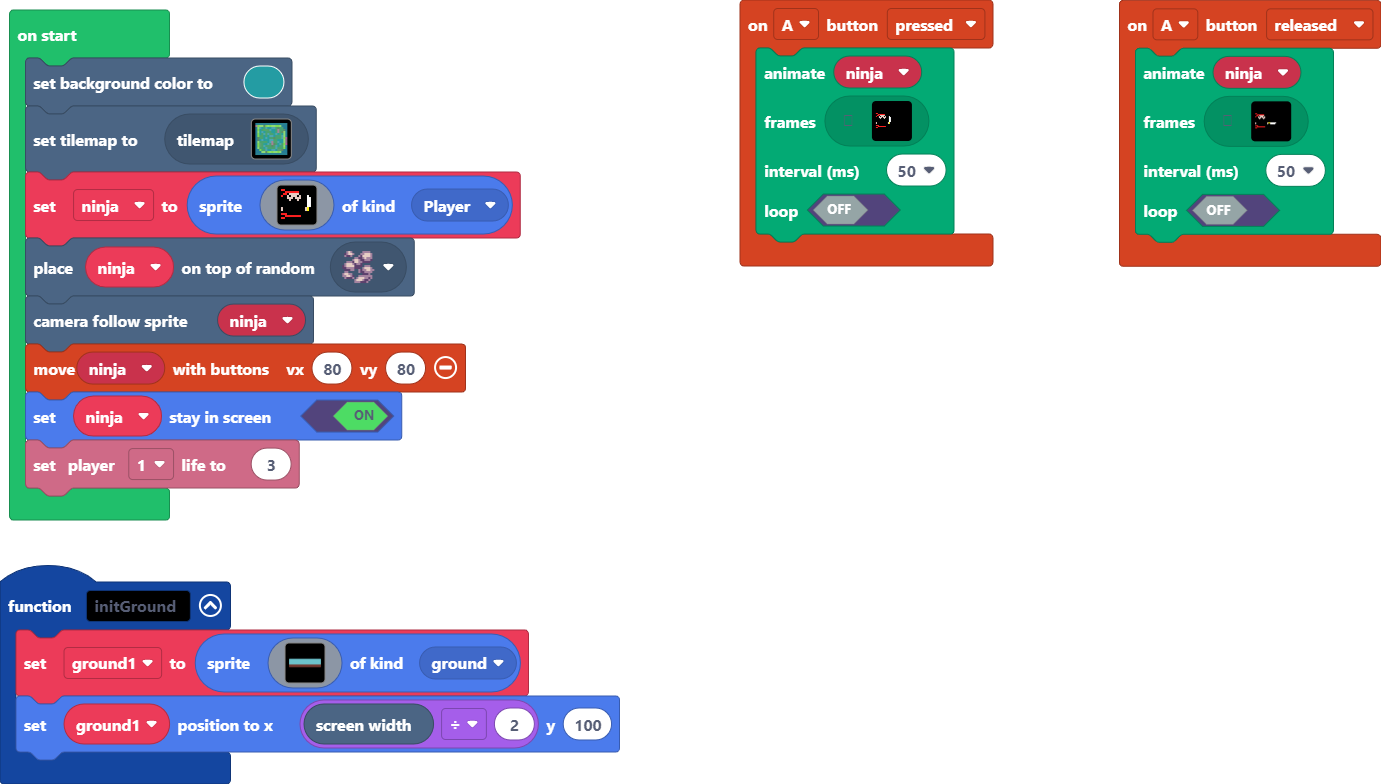 on start
set background color to
set tilemap to tilemap
set ninja to sprite of kind Player
place ninja on top of random
camera follow sprite ninja
move ninja with buttons vx 80 vy 80
set ninja stay in screen ON
set player 1 life to 3
on A button pressed
animate ninja
frames
interval (ms) 50
loop OFF
on A button released
animate ninja
frames
interval (ms) 50
loop OFF
function initGround
set ground1 to sprite of kind ground
set ground1 position to x screen width ÷ 2 y 100